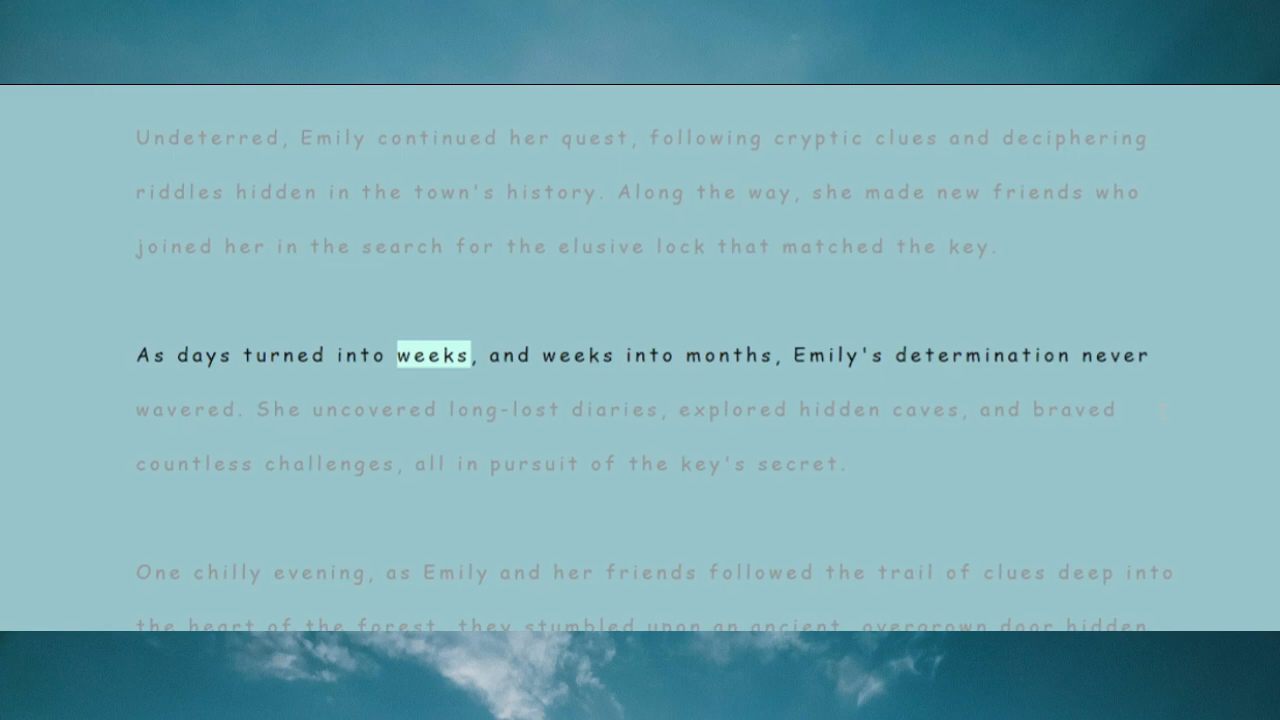 Undeterred, Emily continued her quest, following cryptic clues and deciphering
riddles hidden in the town's history. Along the way, she made new friends who
joined her in the search for the elusive lock that matched the key.
As days turned into weeks, and weeks into months, Emily's determination never
wavered. She uncovered long-lost diaries, explored hidden caves, and braved
countless challenges, all in pursuit of the key's secret.
One chilly evening, as Emily and her friends followed the trail of clues deep into
the heart of the forest, they stumbled upon an ancient, overgrown door hidden